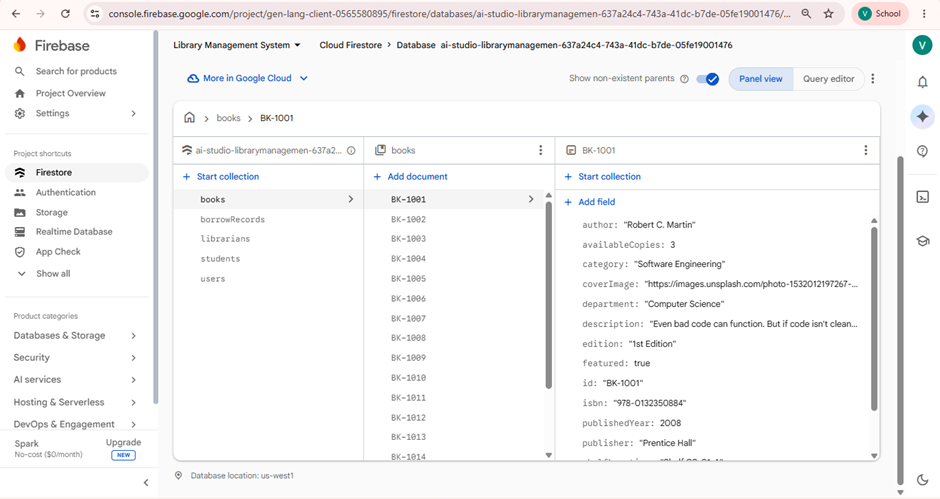 console.firebase.google.com/project/gen-lang-client-0565580895/firestore/databases/ai-studio-librarymanagemen-637a24c4-743a-41dc-b7de-05fe19001476/...
V
School
Firebase
Search for products
Project Overview
Settings
Project shortcuts
Firestore
Authentication
Storage
Realtime Database
App Check
Show all
Product categories
Databases & Storage
Security
AI services
Hosting & Serverless
DevOps & Engagement
Spark
No-cost ($0/month)
Upgrade
NEW
Library Management System
Cloud Firestore > Database ai-studio-librarymanagemen-637a24c4-743a-41dc-b7de-05fe19001476
V
More in Google Cloud
Show non-existent parents
Panel view
Query editor
books > BK-1001
ai-studio-librarymanagemen-637a2...
Start collection
books
borrowRecords
librarians
students
users
books
Add document
BK-1001
BK-1002
BK-1003
BK-1004
BK-1005
BK-1006
BK-1007
BK-1008
BK-1009
BK-1010
BK-1011
BK-1012
BK-1013
BK-1014
BK-1001
Start collection
Add field
author: "Robert C. Martin"
availableCopies: 3
category: "Software Engineering"
coverImage: "https://images.unsplash.com/photo-1532012197267-...
department: "Computer Science"
description: "Even bad code can function. But if code isn't clean...
edition: "1st Edition"
featured: true
id: "BK-1001"
isbn: "978-0132350884"
publishedYear: 2008
publisher: "Prentice Hall"
Database location: us-west1